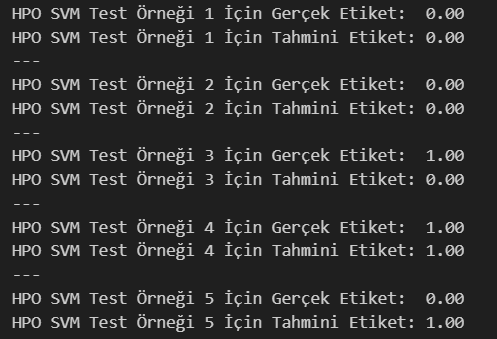 HPO SVM Test Örneği 1 İçin Gerçek Etiket:  0.00
HPO SVM Test Örneği 1 İçin Tahmini Etiket: 0.00
---
HPO SVM Test Örneği 2 İçin Gerçek Etiket:  0.00
HPO SVM Test Örneği 2 İçin Tahmini Etiket: 0.00
---
HPO SVM Test Örneği 3 İçin Gerçek Etiket:  1.00
HPO SVM Test Örneği 3 İçin Tahmini Etiket: 0.00
---
HPO SVM Test Örneği 4 İçin Gerçek Etiket:  1.00
HPO SVM Test Örneği 4 İçin Tahmini Etiket: 1.00
---
HPO SVM Test Örneği 5 İçin Gerçek Etiket:  0.00
HPO SVM Test Örneği 5 İçin Tahmini Etiket: 1.00